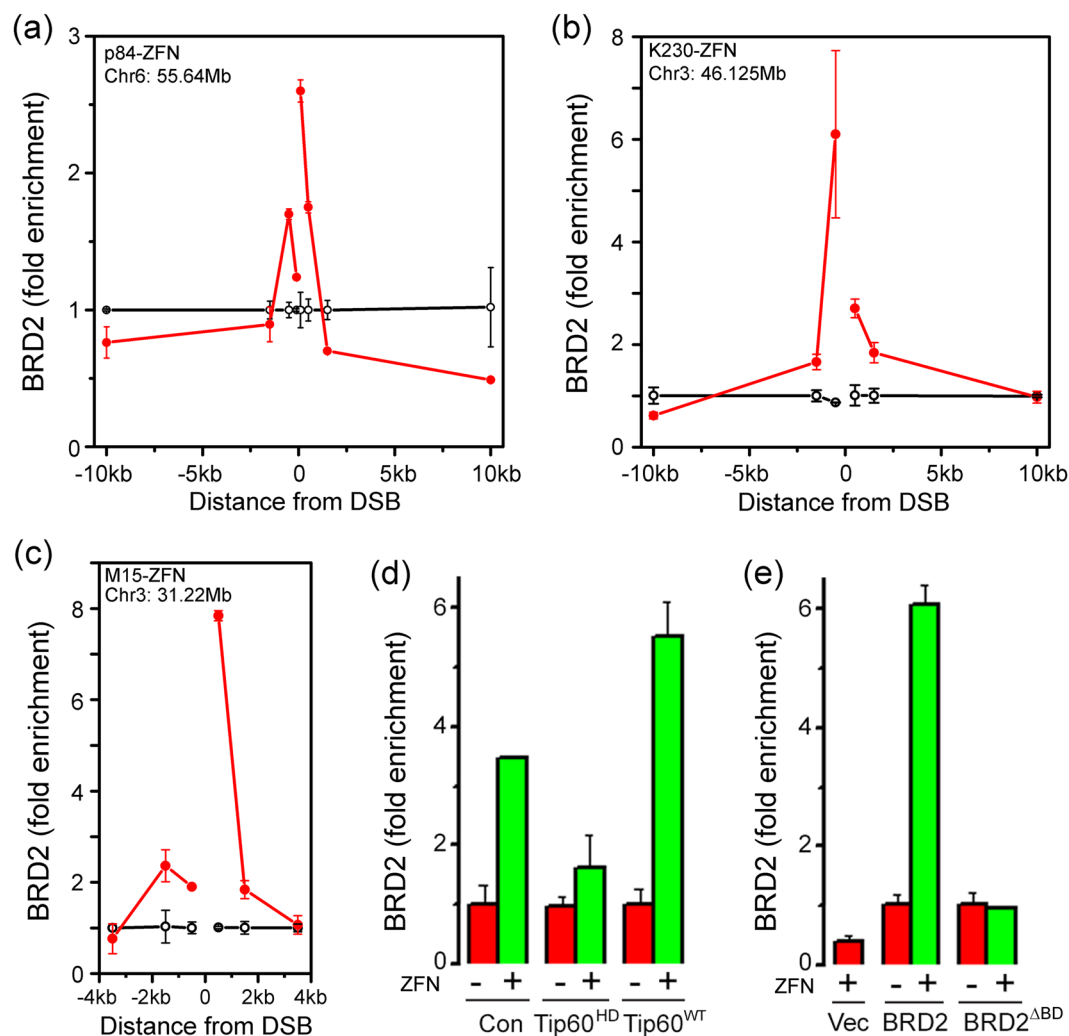 (a)
p84-ZFN
Chr6: 55.64Mb
BRD2 (fold enrichment)
3
2
1
0
-10kb -5kb 0 5kb 10kb
Distance from DSB
(b)
K230-ZFN
Chr3: 46.125Mb
BRD2 (fold enrichment)
8
6
4
2
0
-10kb -5kb 0 5kb 10kb
Distance from DSB
(c)
M15-ZFN
Chr3: 31.22Mb
BRD2 (fold enrichment)
8
6
4
2
0
-4kb -2kb 0 2kb 4kb
Distance from DSB
(d)
BRD2 (fold enrichment)
6
4
2
0
ZFN - + - + - +
Con Tip60HD Tip60WT
(e)
BRD2 (fold enrichment)
6
4
2
0
ZFN + - + - +
Vec BRD2 BRD2ΔBD